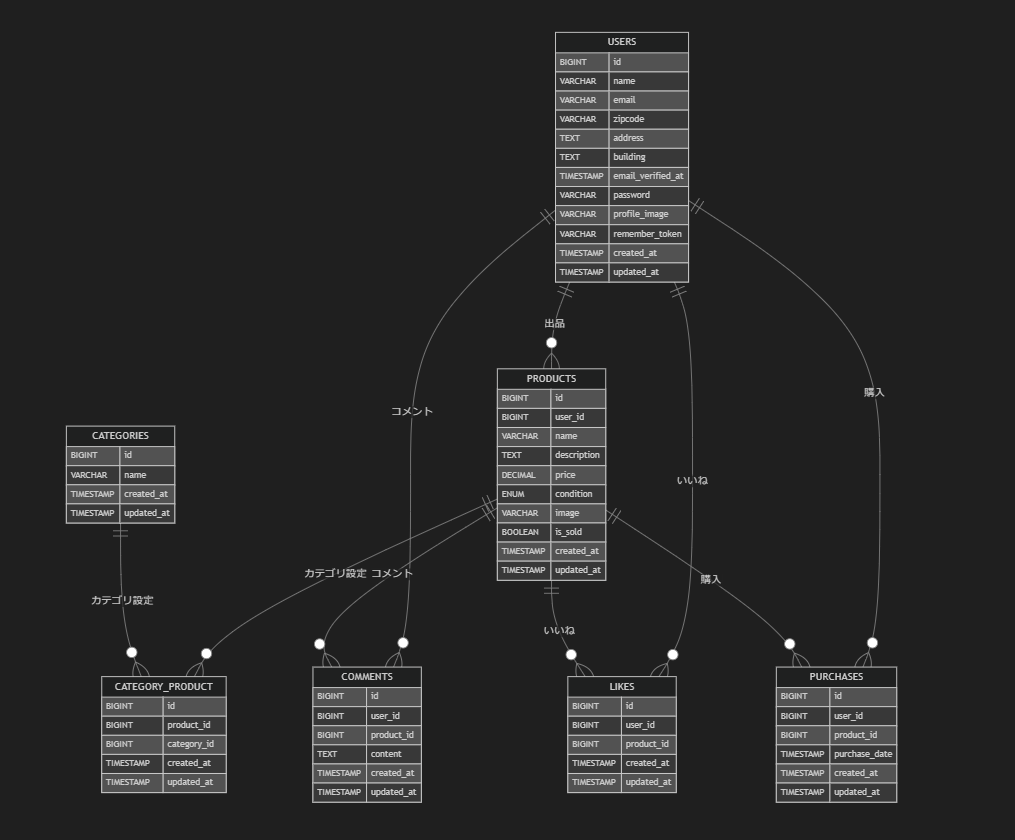 USERS
BIGINT id
VARCHAR name
VARCHAR email
VARCHAR zipcode
TEXT address
TEXT building
TIMESTAMP email_verified_at
VARCHAR password
VARCHAR profile_image
VARCHAR remember_token
TIMESTAMP created_at
TIMESTAMP updated_at
出品
PRODUCTS
BIGINT id
BIGINT user_id
VARCHAR name
TEXT description
DECIMAL price
ENUM condition
VARCHAR image
BOOLEAN is_sold
TIMESTAMP created_at
TIMESTAMP updated_at
購入
コメント
CATEGORIES
BIGINT id
VARCHAR name
TIMESTAMP created_at
TIMESTAMP updated_at
いいね
カテゴリ設定 コメント
購入
カテゴリ設定
いいね
CATEGORY_PRODUCT
BIGINT id
BIGINT product_id
BIGINT category_id
TIMESTAMP created_at
TIMESTAMP updated_at
COMMENTS
BIGINT id
BIGINT user_id
BIGINT product_id
TEXT content
TIMESTAMP created_at
TIMESTAMP updated_at
LIKES
BIGINT id
BIGINT user_id
BIGINT product_id
TIMESTAMP created_at
TIMESTAMP updated_at
PURCHASES
BIGINT id
BIGINT user_id
BIGINT product_id
TIMESTAMP purchase_date
TIMESTAMP created_at
TIMESTAMP updated_at